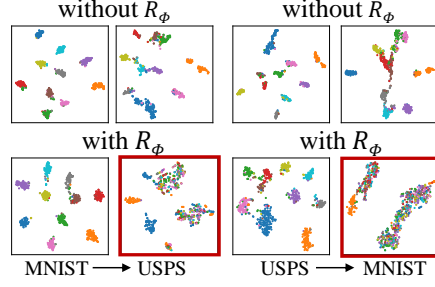 without R_Φ without R_Φ
with R_Φ with R_Φ
MNIST → USPS USPS → MNIST